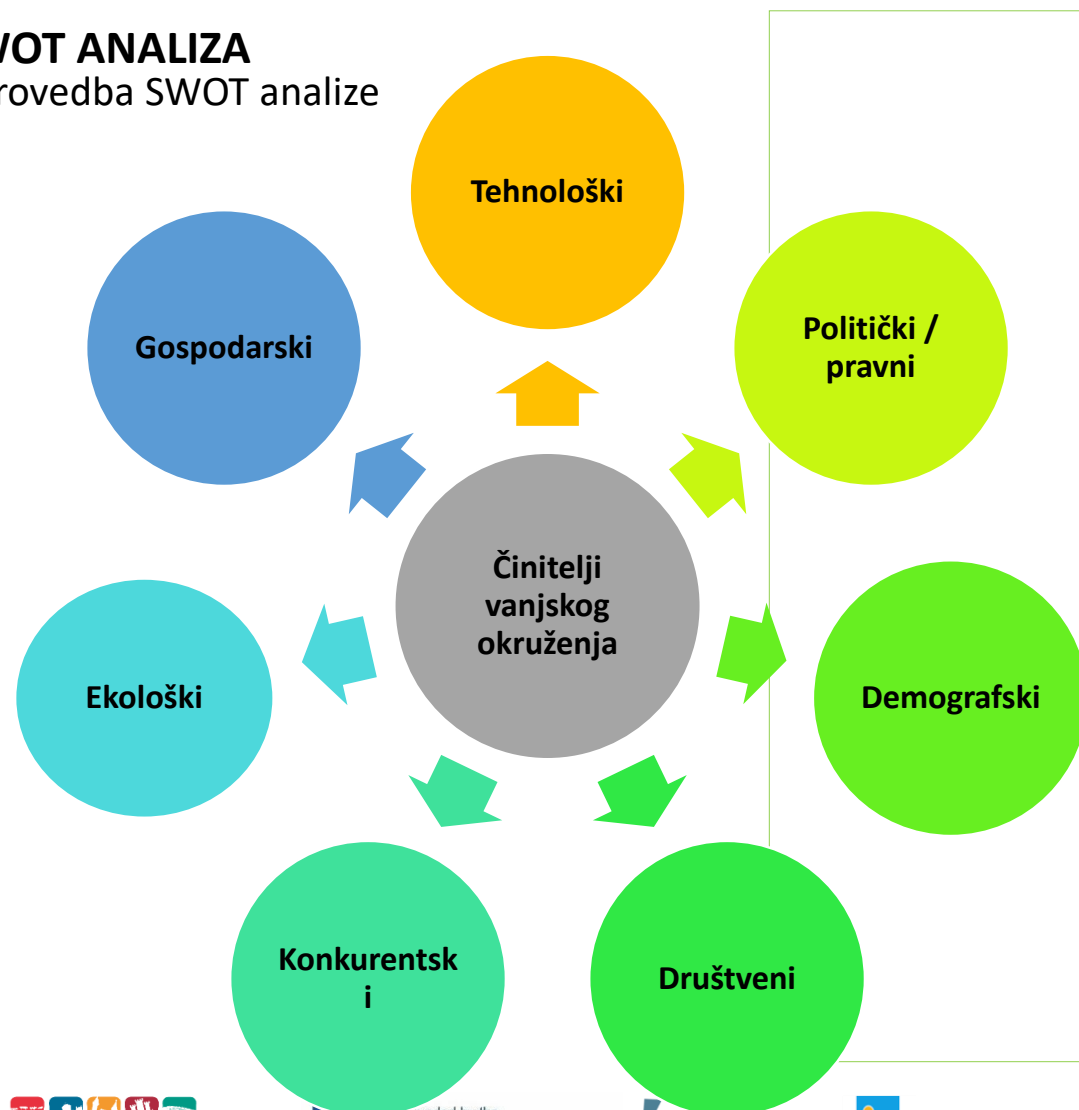 WOT ANALIZA
rovedba SWOT analize
Tehnološki
Gospodarski
Politički /
pravni
Činitelji
vanjskog
okruženja
Ekološki
Demografski
Konkurentsk
i
Društveni